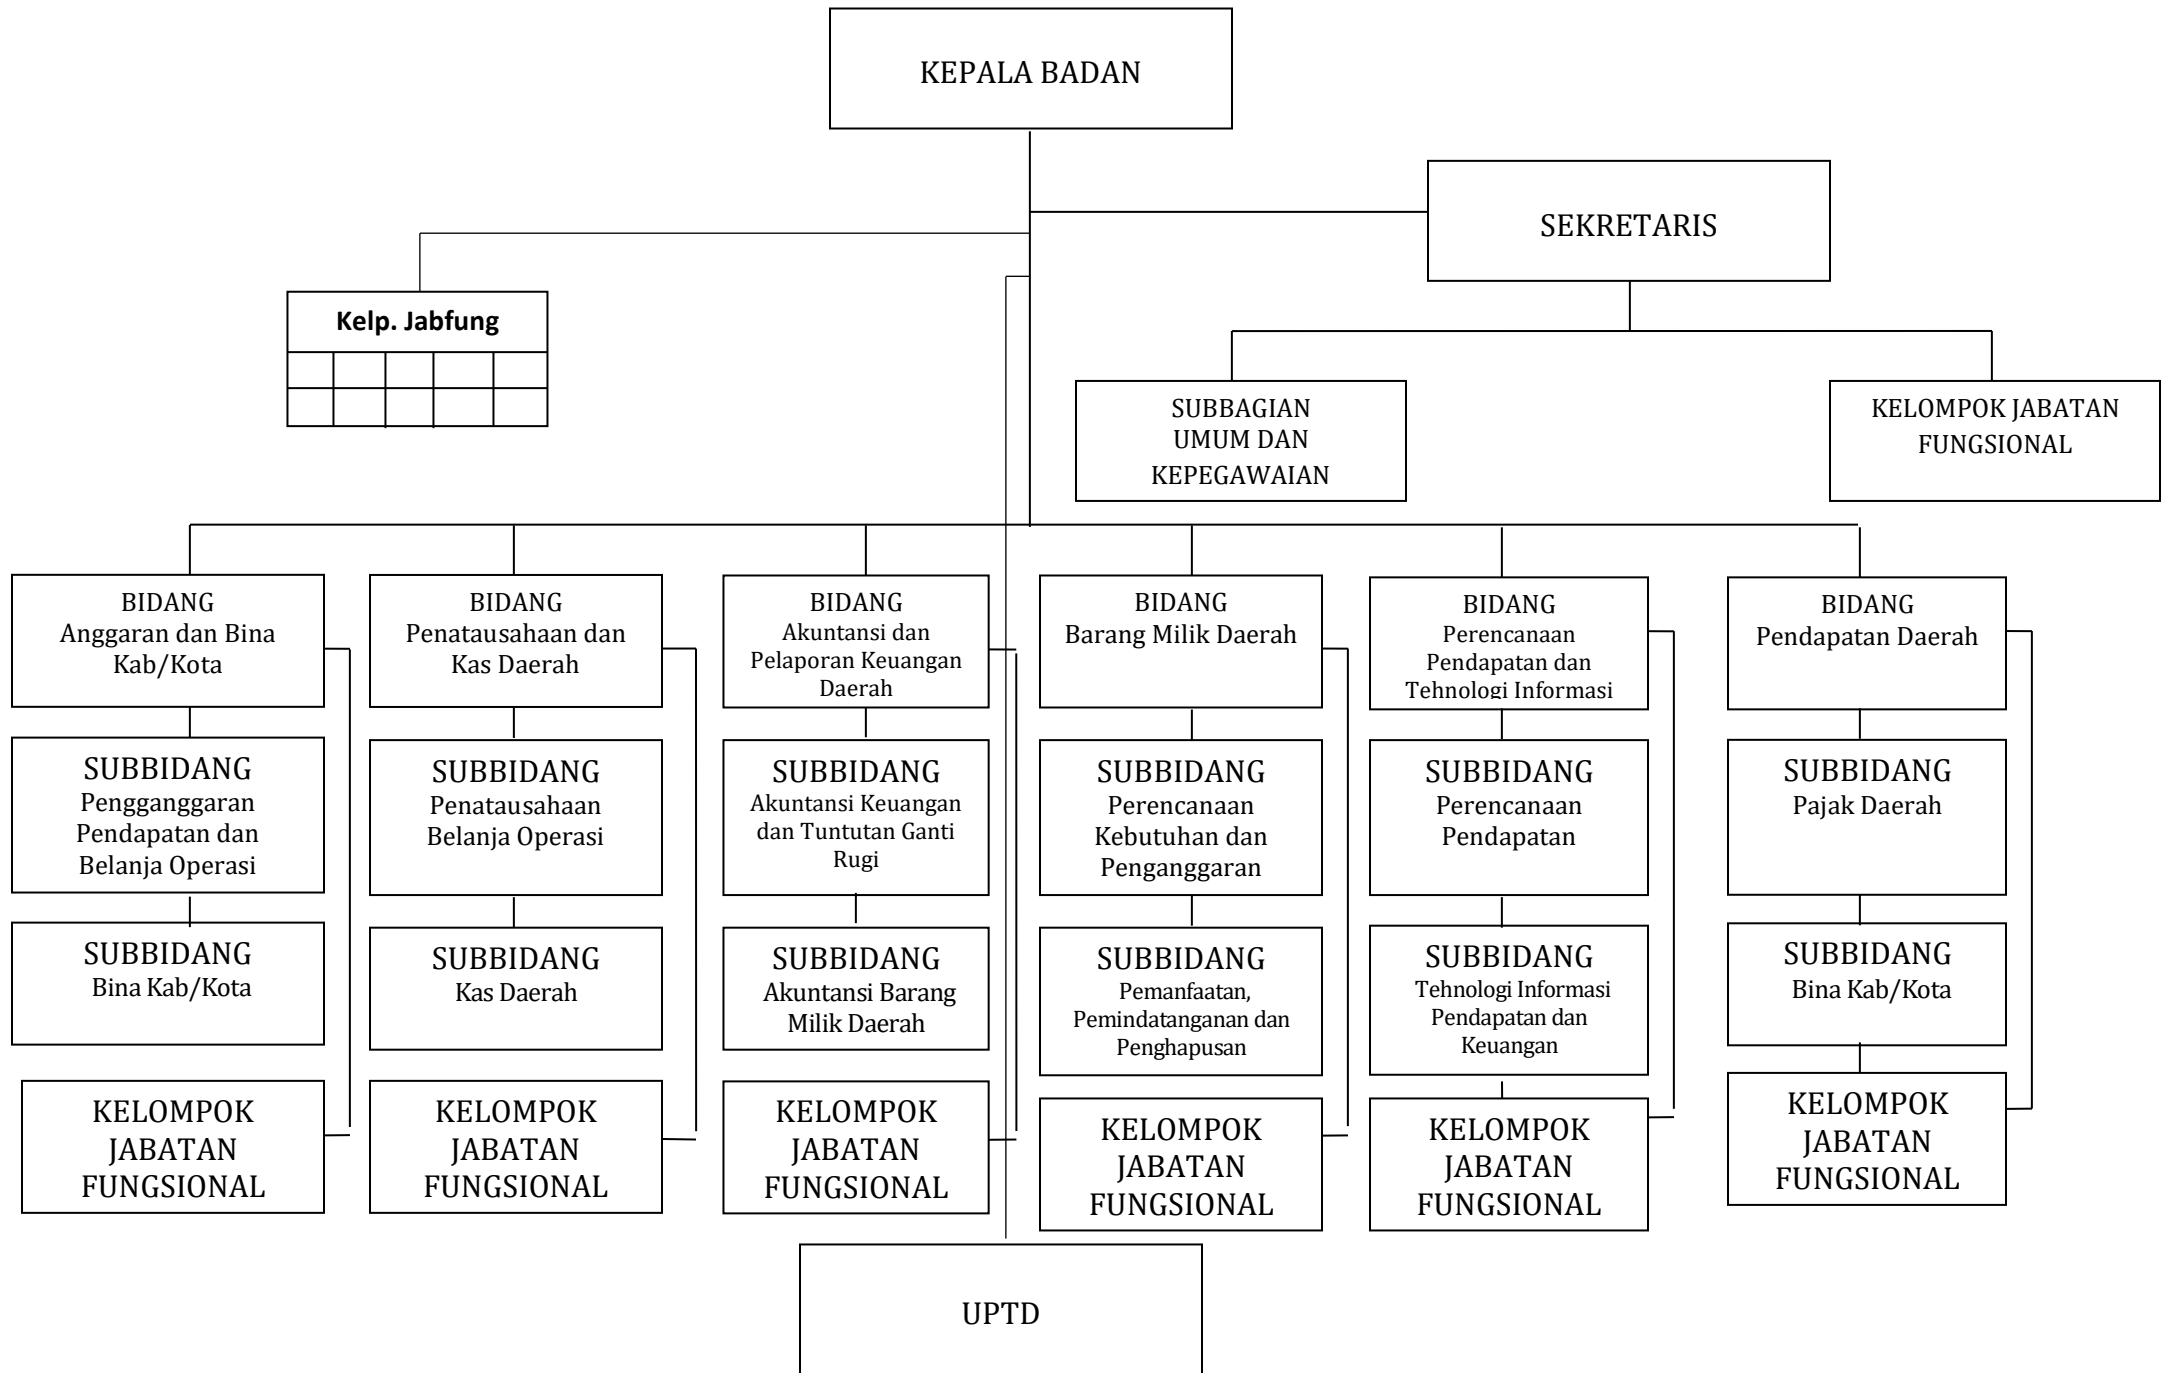 KEPALA BADAN
SEKRETARIS
Kelp. Jabfung
SUBBAGIAN
UMUM DAN
KEPEGAWAIAN
KELOMPOK JABATAN
FUNGSIONAL
BIDANG
Anggaran dan Bina
Kab/Kota
BIDANG
Penatausahaan dan
Kas Daerah
BIDANG
Akuntansi dan
Pelaporan Keuangan
Daerah
BIDANG
Barang Milik Daerah
BIDANG
Perencanaan
Pendapatan dan
Tehnologi Informasi
BIDANG
Pendapatan Daerah
SUBBIDANG
Pengganggaran
Pendapatan dan
Belanja Operasi
SUBBIDANG
Penatausahaan
Belanja Operasi
SUBBIDANG
Akuntansi Keuangan
dan Tuntutan Ganti
Rugi
SUBBIDANG
Perencanaan
Kebutuhan dan
Penganggaran
SUBBIDANG
Perencanaan
Pendapatan
SUBBIDANG
Pajak Daerah
SUBBIDANG
Bina Kab/Kota
SUBBIDANG
Kas Daerah
SUBBIDANG
Akuntansi Barang
Milik Daerah
SUBBIDANG
Pemanfaatan,
Pemindatanganan dan
Penghapusan
SUBBIDANG
Tehnologi Informasi
Pendapatan dan
Keuangan
SUBBIDANG
Bina Kab/Kota
KELOMPOK
JABATAN
FUNGSIONAL
KELOMPOK
JABATAN
FUNGSIONAL
KELOMPOK
JABATAN
FUNGSIONAL
KELOMPOK
JABATAN
FUNGSIONAL
KELOMPOK
JABATAN
FUNGSIONAL
KELOMPOK
JABATAN
FUNGSIONAL
UPTD